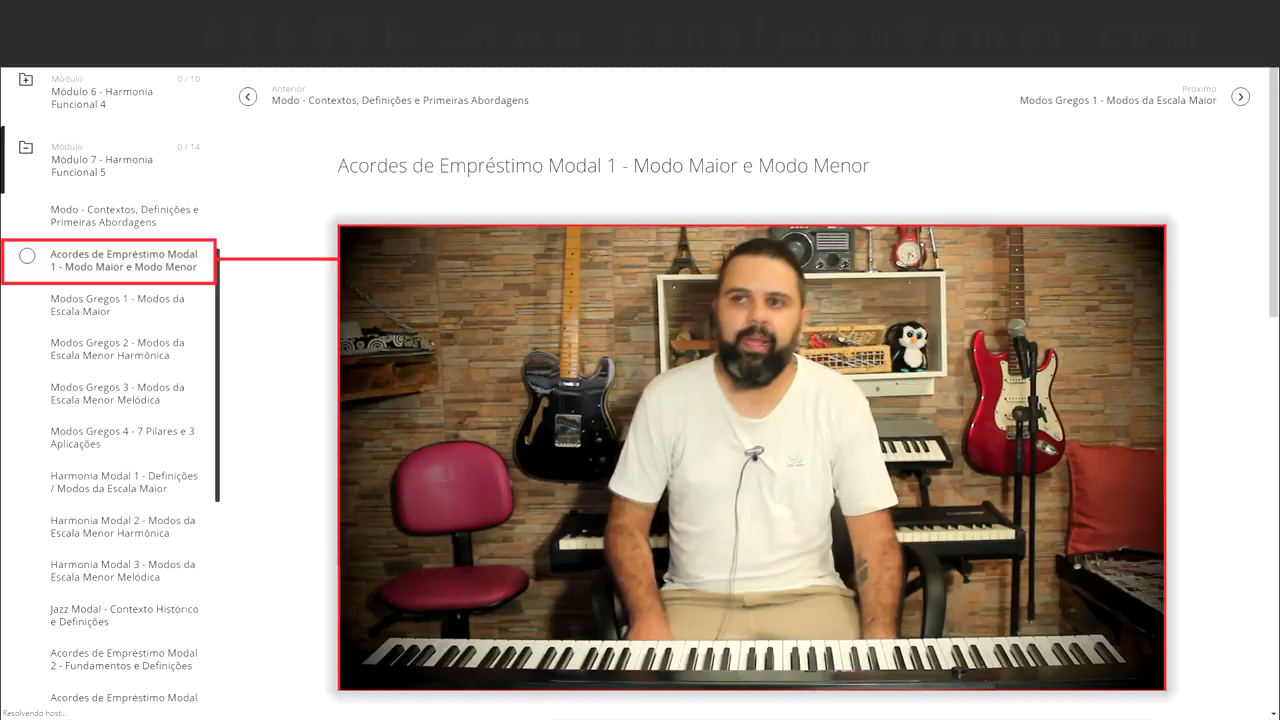 Módulo
0 / 10
Módulo 6 - Harmonia
Funcional 4
Módulo
0 / 14
Módulo 7 - Harmonia
Funcional 5
Modo - Contextos, Definições e
Primeiras Abordagens
Acordes de Empréstimo Modal
1 - Modo Maior e Modo Menor
Modos Gregos 1 - Modos da
Escala Maior
Modos Gregos 2 - Modos da
Escala Menor Harmônica
Modos Gregos 3 - Modos da
Escala Menor Melódica
Modos Gregos 4 - 7 Pilares e 3
Aplicações
Harmonia Modal 1 - Definições
/ Modos da Escala Maior
Harmonia Modal 2 - Modos da
Escala Menor Harmônica
Harmonia Modal 3 - Modos da
Escala Menor Melódica
Jazz Modal - Contexto Histórico
e Definições
Acordes de Empréstimo Modal
2 - Fundamentos e Definições
Acordes de Empréstimo Modal
Resolvendo host...
Anterior
Modo - Contextos, Definições e Primeiras Abordagens
Próximo
Modos Gregos 1 - Modos da Escala Maior
Acordes de Empréstimo Modal 1 - Modo Maior e Modo Menor